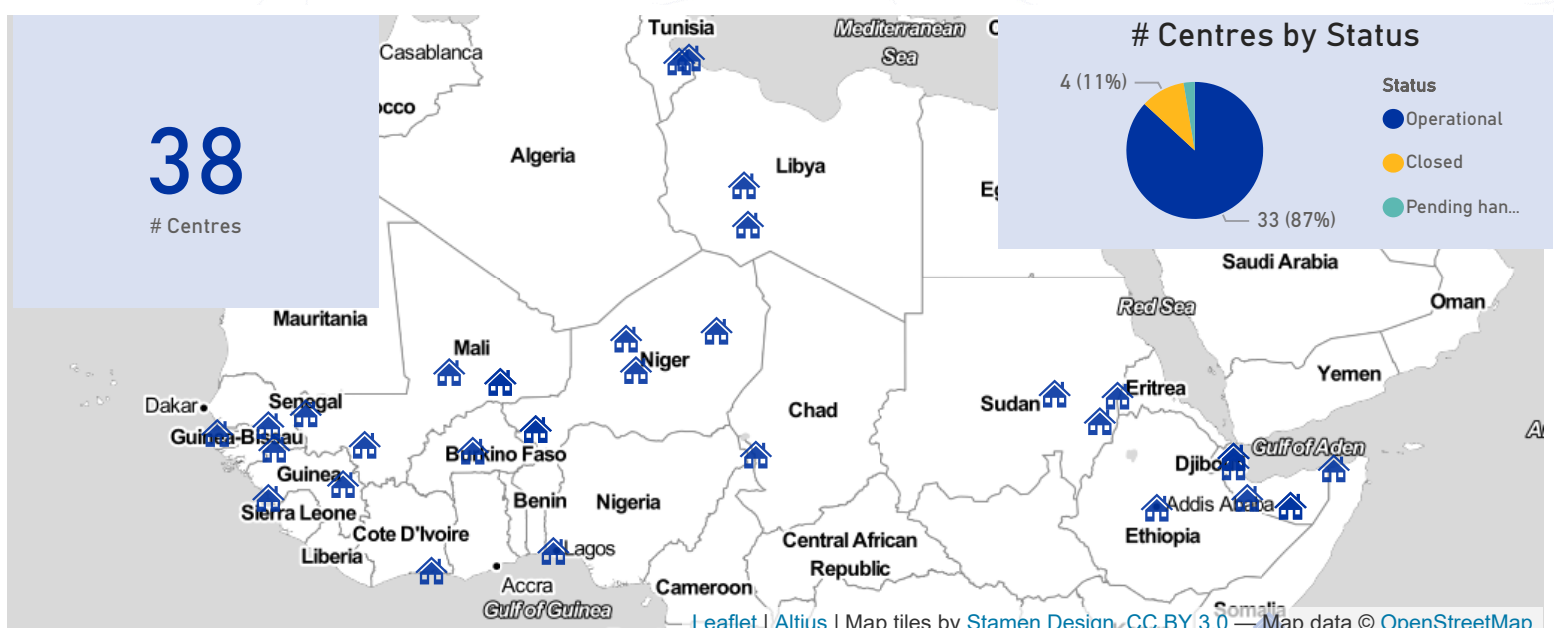 38
# Centres
# Centres by Status
4 (11%)
33 (87%)
Status
Operational
Closed
Pending han…
Casablanca
occo
Tunisia
Mediterranean
Sea
C
Algeria
Libya
Eg
Saudi Arabia
Red Sea
Oman
Mauritania
Mali
Niger
Yemen
Eritrea
Dakar
Senegal
Sudan
Chad
Guinea-Bissau
Burkino Faso
Gulf of Aden
Djibo
A
Guinea
Benin
Nigeria
Addis Ababa
Sierra Leone
Cote D'Ivoire
Ethiopia
Liberia
Lagos
Central African
Republic
Accra
Cameroon
Gulf of Guinea
Somalia
Leaflet | Altius | Map tiles by Stamen Design, CC BY 3.0 — Map data © OpenStreetMap